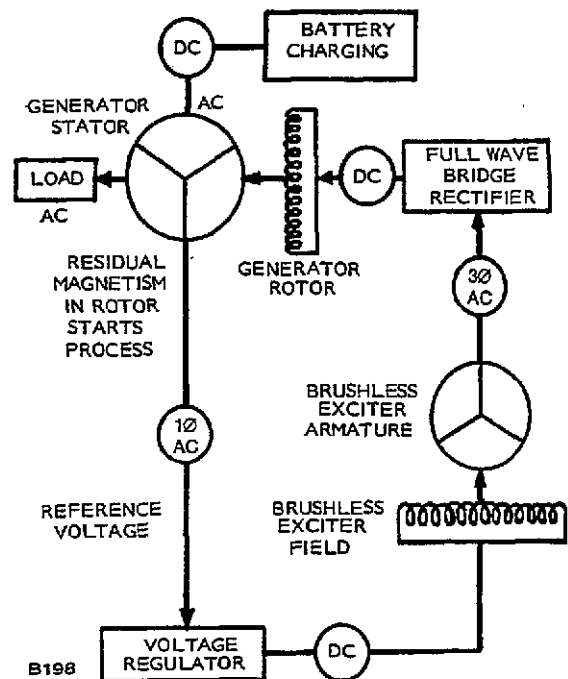 BATTERY
CHARGING
DC
AC
GENERATOR
STATOR
LOAD
AC
DC
FULL WAVE
BRIDGE
RECTIFIER
GENERATOR
ROTOR
RESIDUAL
MAGNETISM
IN ROTOR
STARTS
PROCESS
3Ø
AC
BRUSHLESS
EXCITER
ARMATURE
1Ø
AC
REFERENCE
VOLTAGE
BRUSHLESS
EXCITER
FIELD
VOLTAGE
REGULATOR
DC
B198